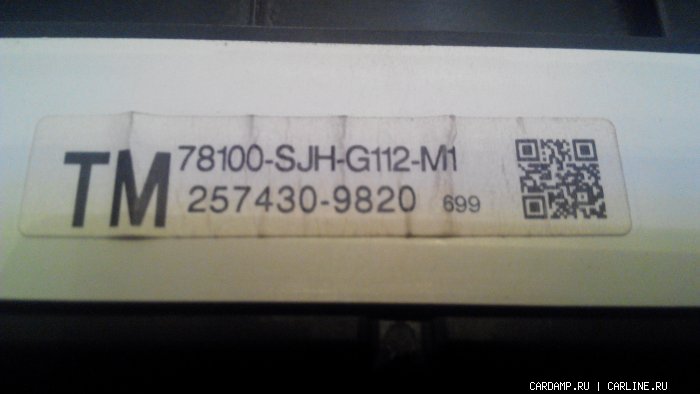 TM
78100-SJH-G112-M1
257430-9820 699
CARDAMP.RU | CARLINE.RU